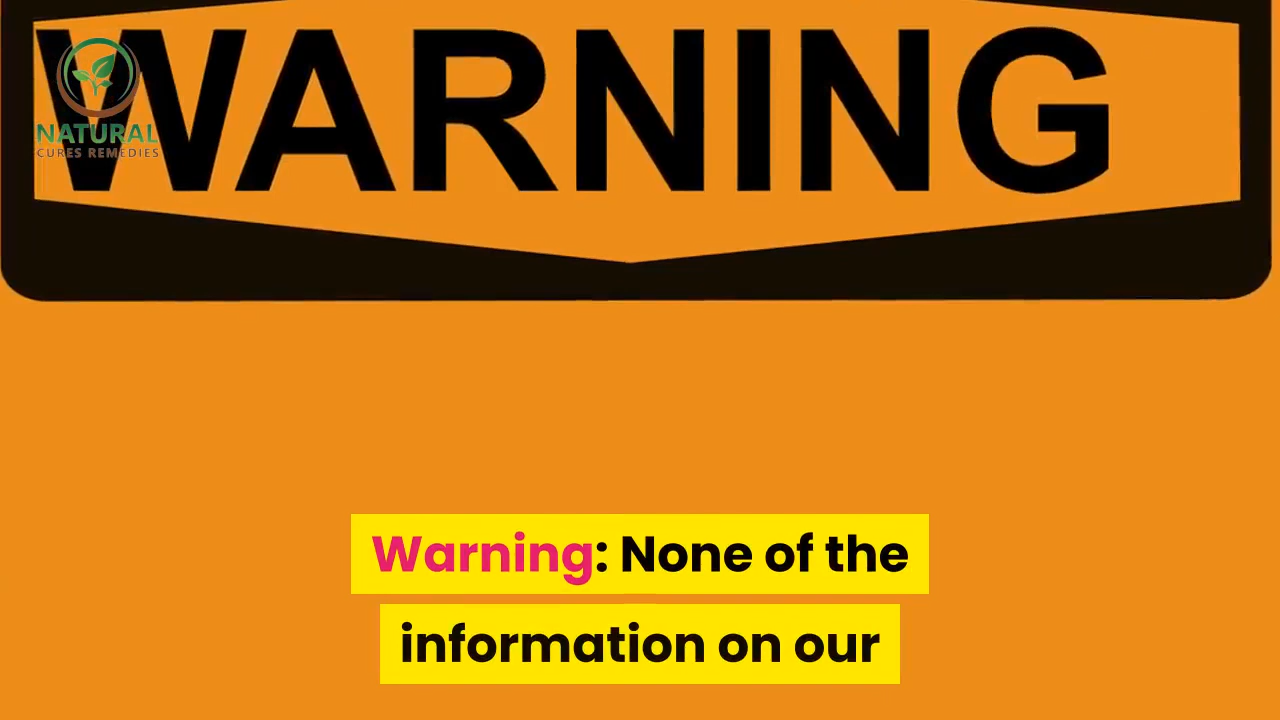 WARNING
NATURAL
CURES REMEDIES
Warning: None of the
information on our